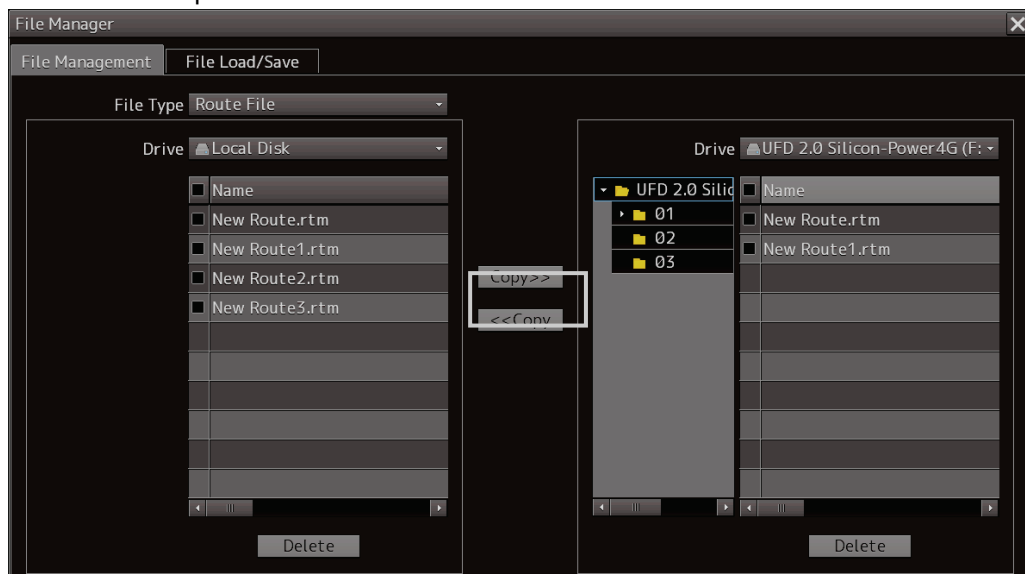 File Manager
File Management File Load/Save
File Type Route File
Drive Local Disk
Name
New Route.rtm
New Route1.rtm
New Route2.rtm
New Route3.rtm
Delete
Copy>>
<<Copy
Drive UFD 2.0 Silicon-Power4G (F:
UFD 2.0 Silic
01
02
03
Name
New Route.rtm
New Route1.rtm
Delete